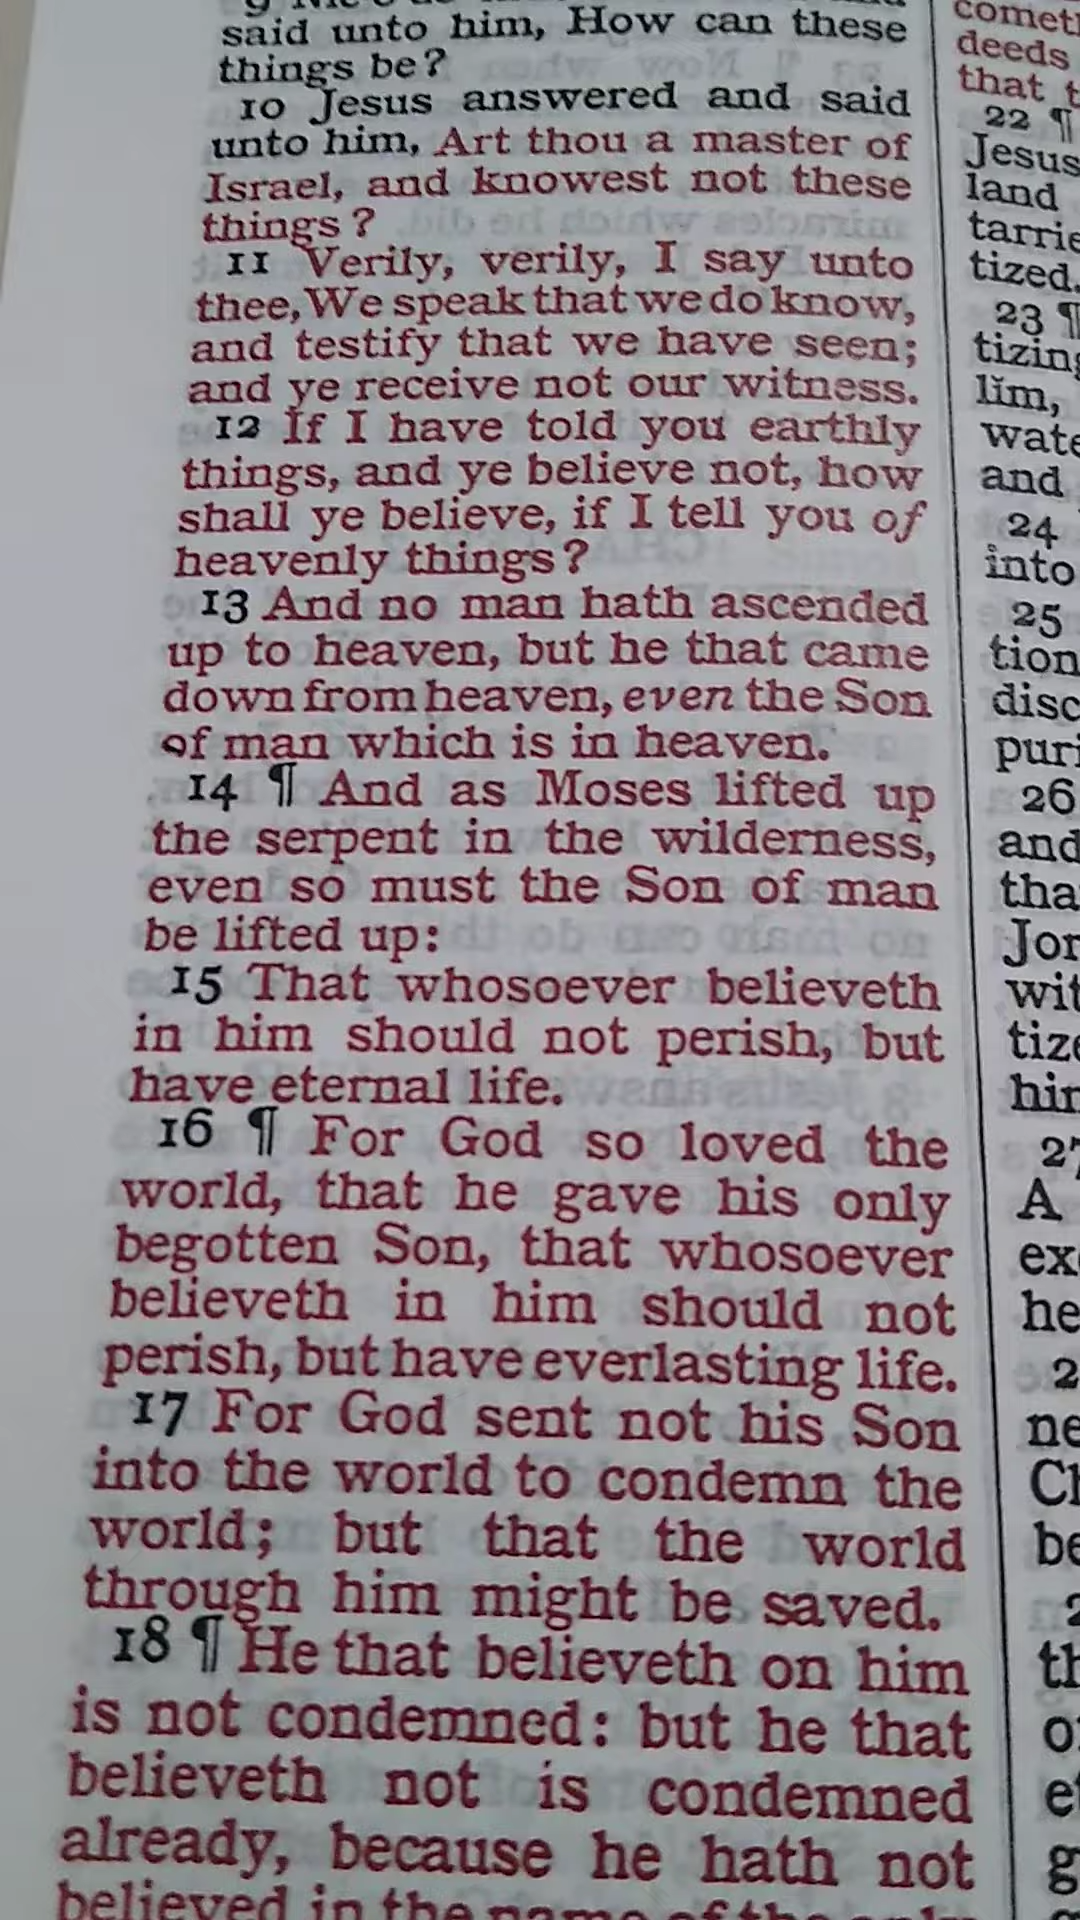 said unto him, How can these
things be?
10 Jesus answered and said
unto him, Art thou a master of
Israel, and knowest not these
things?
11 Verily, verily, I say unto
thee, We speak that we do know,
and testify that we have seen;
and ye receive not our witness.
12 If I have told you earthly
things, and ye believe not, how
shall ye believe, if I tell you of
heavenly things?
13 And no man hath ascended
up to heaven, but he that came
down from heaven, even the Son
of man which is in heaven.
14 ¶ And as Moses lifted up
the serpent in the wilderness,
even so must the Son of man
be lifted up:
15 That whosoever believeth
in him should not perish, but
have eternal life.
16 ¶ For God so loved the
world, that he gave his only
begotten Son, that whosoever
believeth in him should not
perish, but have everlasting life.
17 For God sent not his Son
into the world to condemn the
world; but that the world
through him might be saved.
18 ¶ He that believeth on him
is not condemned: but he that
believeth not is condemned
already, because he hath not
believed in the name of the only
deeds
that
22 ¶
Jesus
land
tized.
23 ¶
lim,
and
24
into
25
26
and
A
he